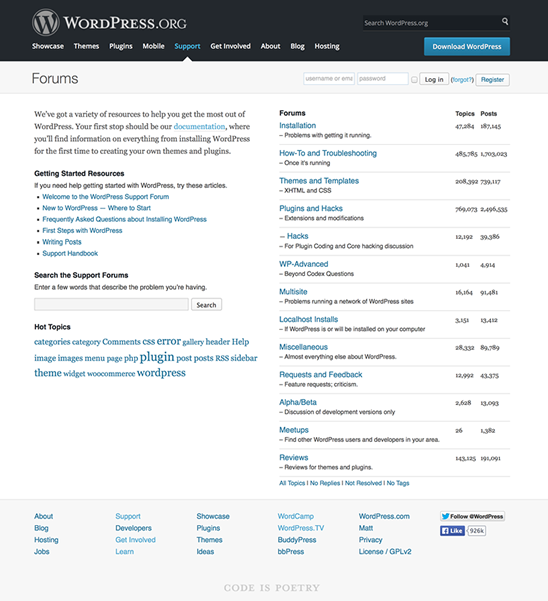 WORDPRESS.ORG
Search WordPress.org
Showcase Themes Plugins Mobile Support Get Involved About Blog Hosting
Download WordPress
Forums
username or ema password Log in (forgot?) Register
We've got a variety of resources to help you get the most out of
WordPress. Your first stop should be our documentation, where
you'll find information on everything from installing WordPress
for the first time to creating your own themes and plugins.
Getting Started Resources
If you need help getting started with WordPress, try these articles.
Welcome to the WordPress Support Forum
New to WordPress — Where to Start
Frequently Asked Questions about Installing WordPress
First Steps with WordPress
Writing Posts
Support Handbook
Search the Support Forums
Enter a few words that describe the problem you're having.
Search
Hot Topics
categories category Comments css error gallery header Help
image images menu page php plugin post posts RSS sidebar
theme widget woocommerce wordpress
Forums Topics Posts
Installation 47,284 187,145
– Problems with getting it running.
How-To and Troubleshooting 485,785 1,703,023
– Once it's running
Themes and Templates 208,392 739,117
– XHTML and CSS
Plugins and Hacks 769,073 2,496,535
– Extensions and modifications
— Hacks 12,192 39,386
– For Plugin Coding and Core hacking discussion
WP-Advanced 1,041 4,914
– Beyond Codex Questions
Multisite 16,164 91,481
– Problems running a network of WordPress sites
Localhost Installs 3,151 13,412
– If WordPress is or will be installed on your computer
Miscellaneous 28,332 89,789
– Almost everything else about WordPress.
Requests and Feedback 12,992 43,375
– Feature requests; criticism.
Alpha/Beta 2,628 13,093
– Discussion of development versions only
Meetups 26 1,382
– Find other WordPress users and developers in your area.
Reviews 143,125 191,091
– Reviews for themes and plugins.
All Topics | No Replies | Not Resolved | No Tags
About Support Showcase WordCamp WordPress.com Follow @WordPress
Blog Developers Plugins WordPress.TV Matt Like 926k
Hosting Get Involved Themes BuddyPress Privacy
Jobs Learn Ideas bbPress License / GPLv2
CODE IS POETRY